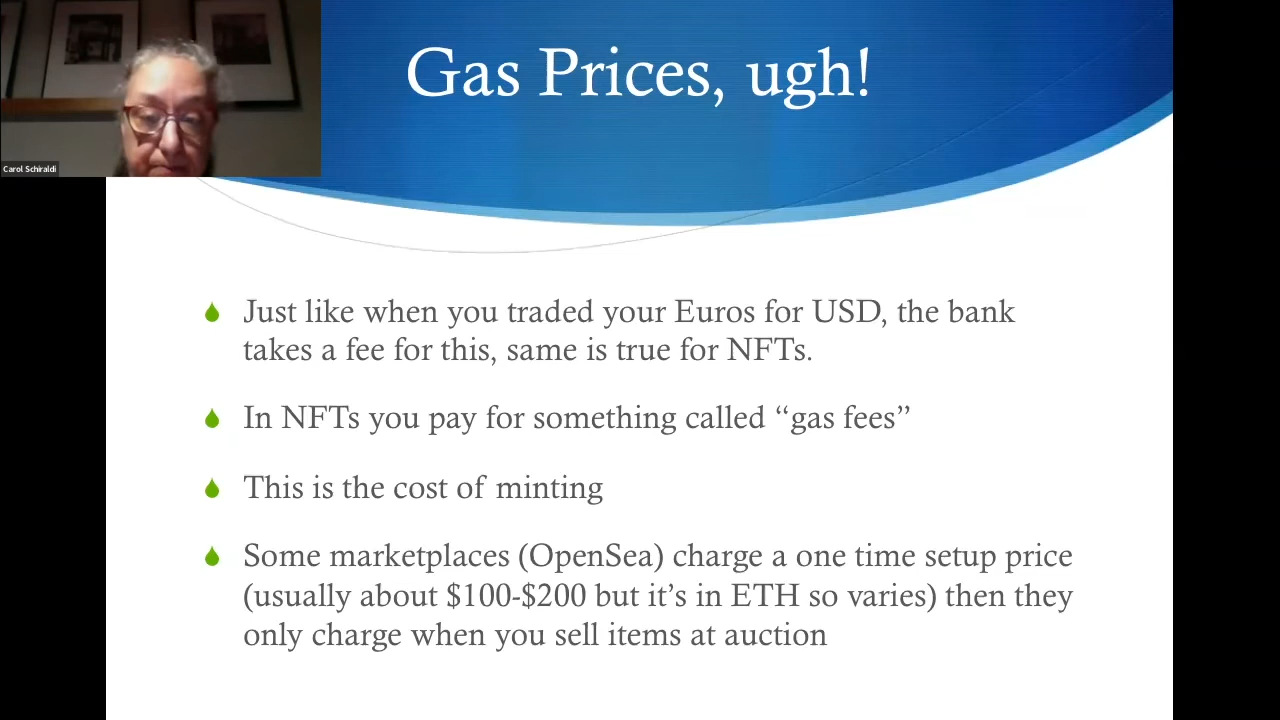 Gas Prices, ugh!
Carol Schiraldi
Just like when you traded your Euros for USD, the bank
takes a fee for this, same is true for NFTs.
In NFTs you pay for something called “gas fees”
This is the cost of minting
Some marketplaces (OpenSea) charge a one time setup price
(usually about $100-$200 but it’s in ETH so varies) then they
only charge when you sell items at auction